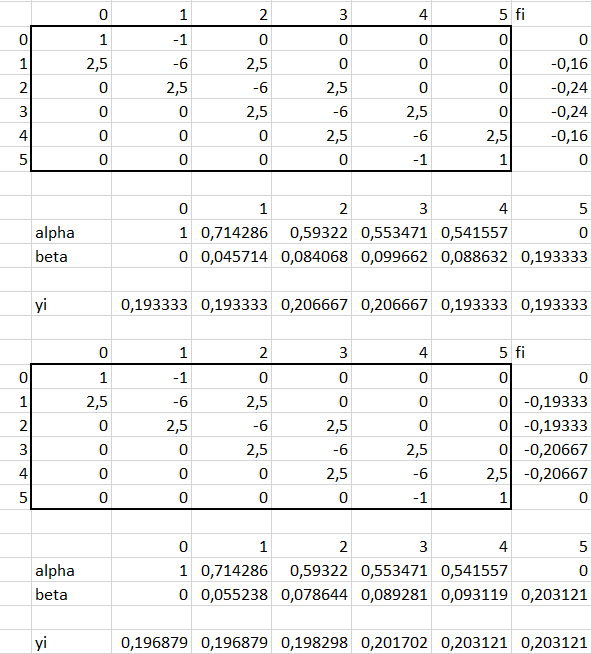 0 1 2 3 4 5 fi
0 1 -1 0 0 0 0 0
1 2,5 -6 2,5 0 0 0 -0,16
2 0 2,5 -6 2,5 0 0 -0,24
3 0 0 2,5 -6 2,5 0 -0,24
4 0 0 0 2,5 -6 2,5 -0,16
5 0 0 0 0 -1 1 0
0 1 2 3 4 5
alpha 1 0,714286 0,59322 0,553471 0,541557 0
beta 0 0,045714 0,084068 0,099662 0,088632 0,193333
yi 0,193333 0,193333 0,206667 0,206667 0,193333 0,193333
0 1 2 3 4 5 fi
0 1 -1 0 0 0 0 0
1 2,5 -6 2,5 0 0 0 -0,19333
2 0 2,5 -6 2,5 0 0 -0,19333
3 0 0 2,5 -6 2,5 0 -0,20667
4 0 0 0 2,5 -6 2,5 -0,20667
5 0 0 0 0 -1 1 0
0 1 2 3 4 5
alpha 1 0,714286 0,59322 0,553471 0,541557 0
beta 0 0,055238 0,078644 0,089281 0,093119 0,203121
yi 0,196879 0,196879 0,198298 0,201702 0,203121 0,203121